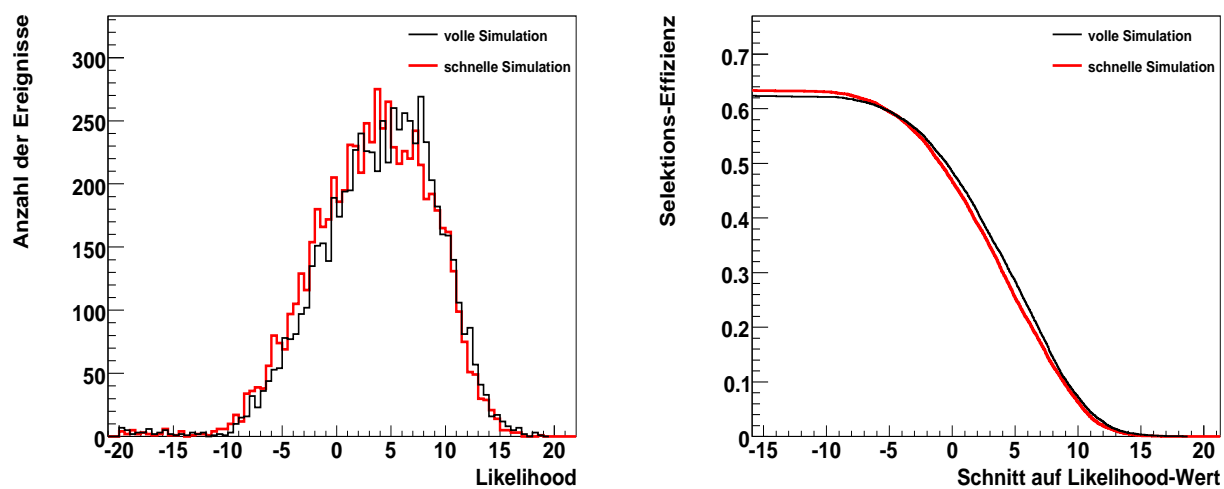 Anzahl der Ereignisse
300
250
200
150
100
50
0
-20 -15 -10 -5 0 5 10 15 20
Likelihood
volle Simulation
schnelle Simulation
Selektions-Effizienz
0.7
0.6
0.5
0.4
0.3
0.2
0.1
0
-15 -10 -5 0 5 10 15 20
Schnitt auf Likelihood-Wert
volle Simulation
schnelle Simulation